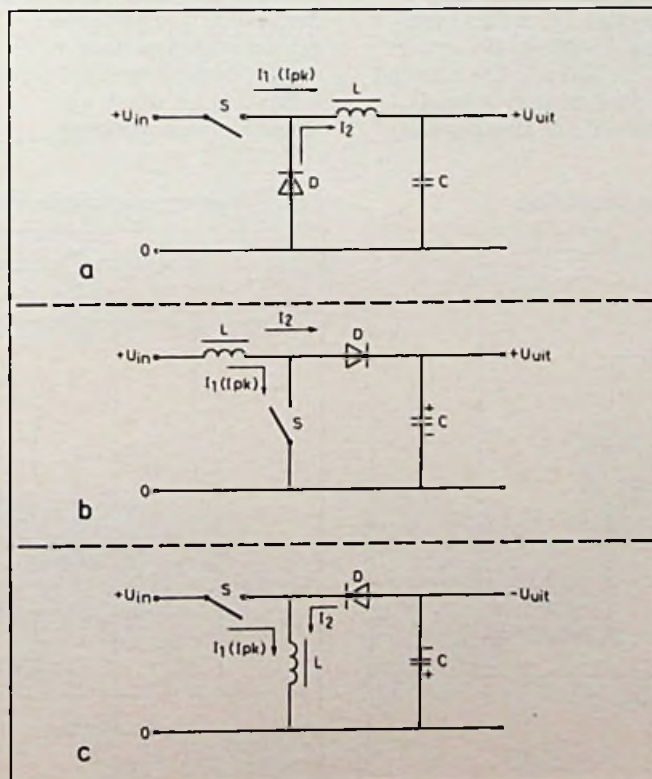 I₁ (Ipk)
L
+Uin S +Uuit
I₂
D C
0
a
I₂
L D
+Uin +Uuit
I₁(Ipk)
S + C −
0
b
D
+Uin S -Uuit
I₂
I₁(Ipk) L − C +
0
c